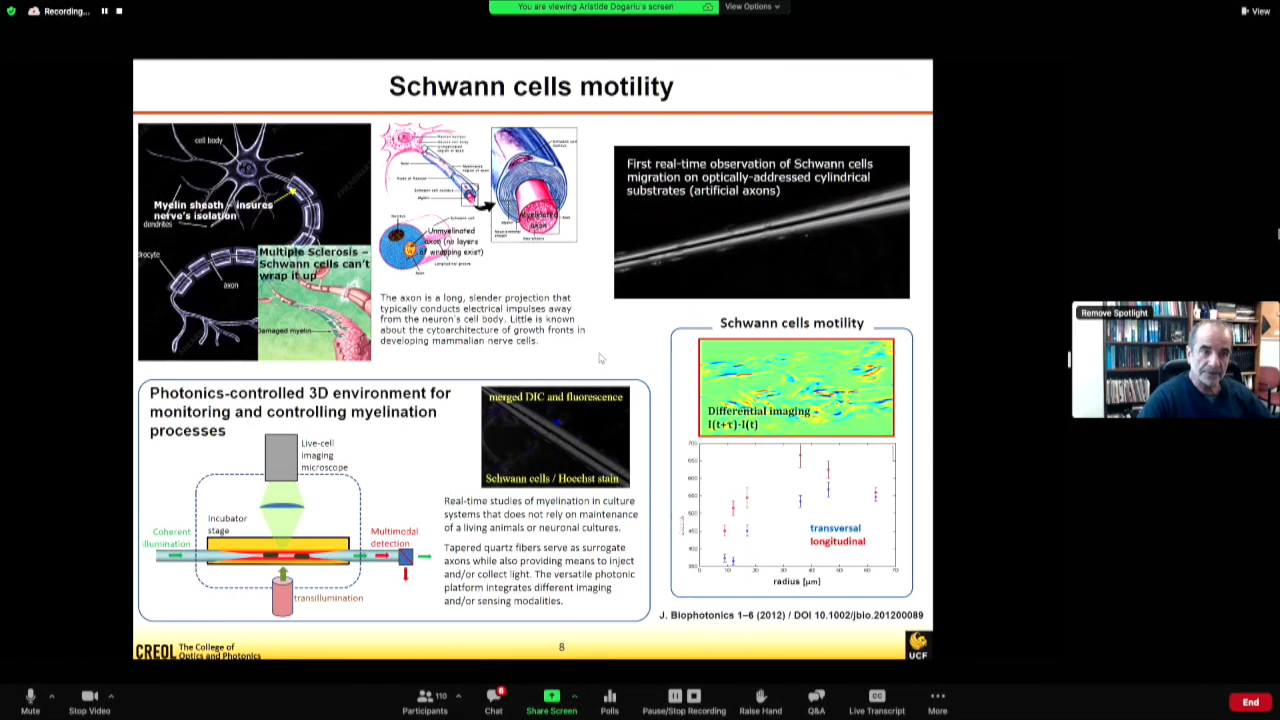 Recording...
You are viewing Aristide Dogariu's screen
View Options
View
Schwann cells motility
cell body
Myelin sheath – insures
nerve's isolation
dendrites
axon
Multiple Sclerosis –
Schwann cells can't
wrap it up
Damaged myelin
Myelinated
axon
Unmyelinated
axon (no layers
of wrapping exist)
The axon is a long, slender projection that
typically conducts electrical impulses away
from the neuron's cell body. Little is known
about the cytoarchitecture of growth fronts in
developing mammalian nerve cells.
First real-time observation of Schwann cells
migration on optically-addressed cylindrical
substrates (artificial axons)
Schwann cells motility
Differential imaging -
I(t+τ)-I(t)
transversal
longitudinal
radius [µm]
J. Biophotonics 1–6 (2012) / DOI 10.1002/jbio.201200089
Photonics-controlled 3D environment for
monitoring and controlling myelination
processes
Live-cell
imaging
microscope
Incubator
stage
Coherent
illumination
Multimodal
detection
transillumination
merged DIC and fluorescence
Schwann cells / Hoechst stain
Real-time studies of myelination in culture
systems that does not rely on maintenance
of a living animals or neuronal cultures.
Tapered quartz fibers serve as surrogate
axons while also providing means to inject
and/or collect light. The versatile photonic
platform integrates different imaging
and/or sensing modalities.
CREOL The College of
Optics and Photonics
8
UCF
Remove Spotlight
Mute
Stop Video
110
Participants
Chat
Share Screen
Polls
Pause/Stop Recording
Raise Hand
Q&A
CC
Live Transcript
More
End